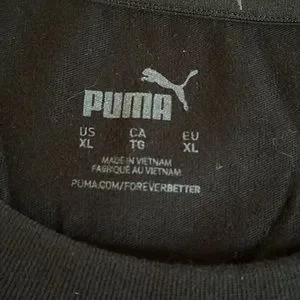 PUMA
US CA EU
XL TG XL
MADE IN VIETNAM
FABRIQUÉ AU VIETNAM
PUMA.COM/FOREVERBETTER